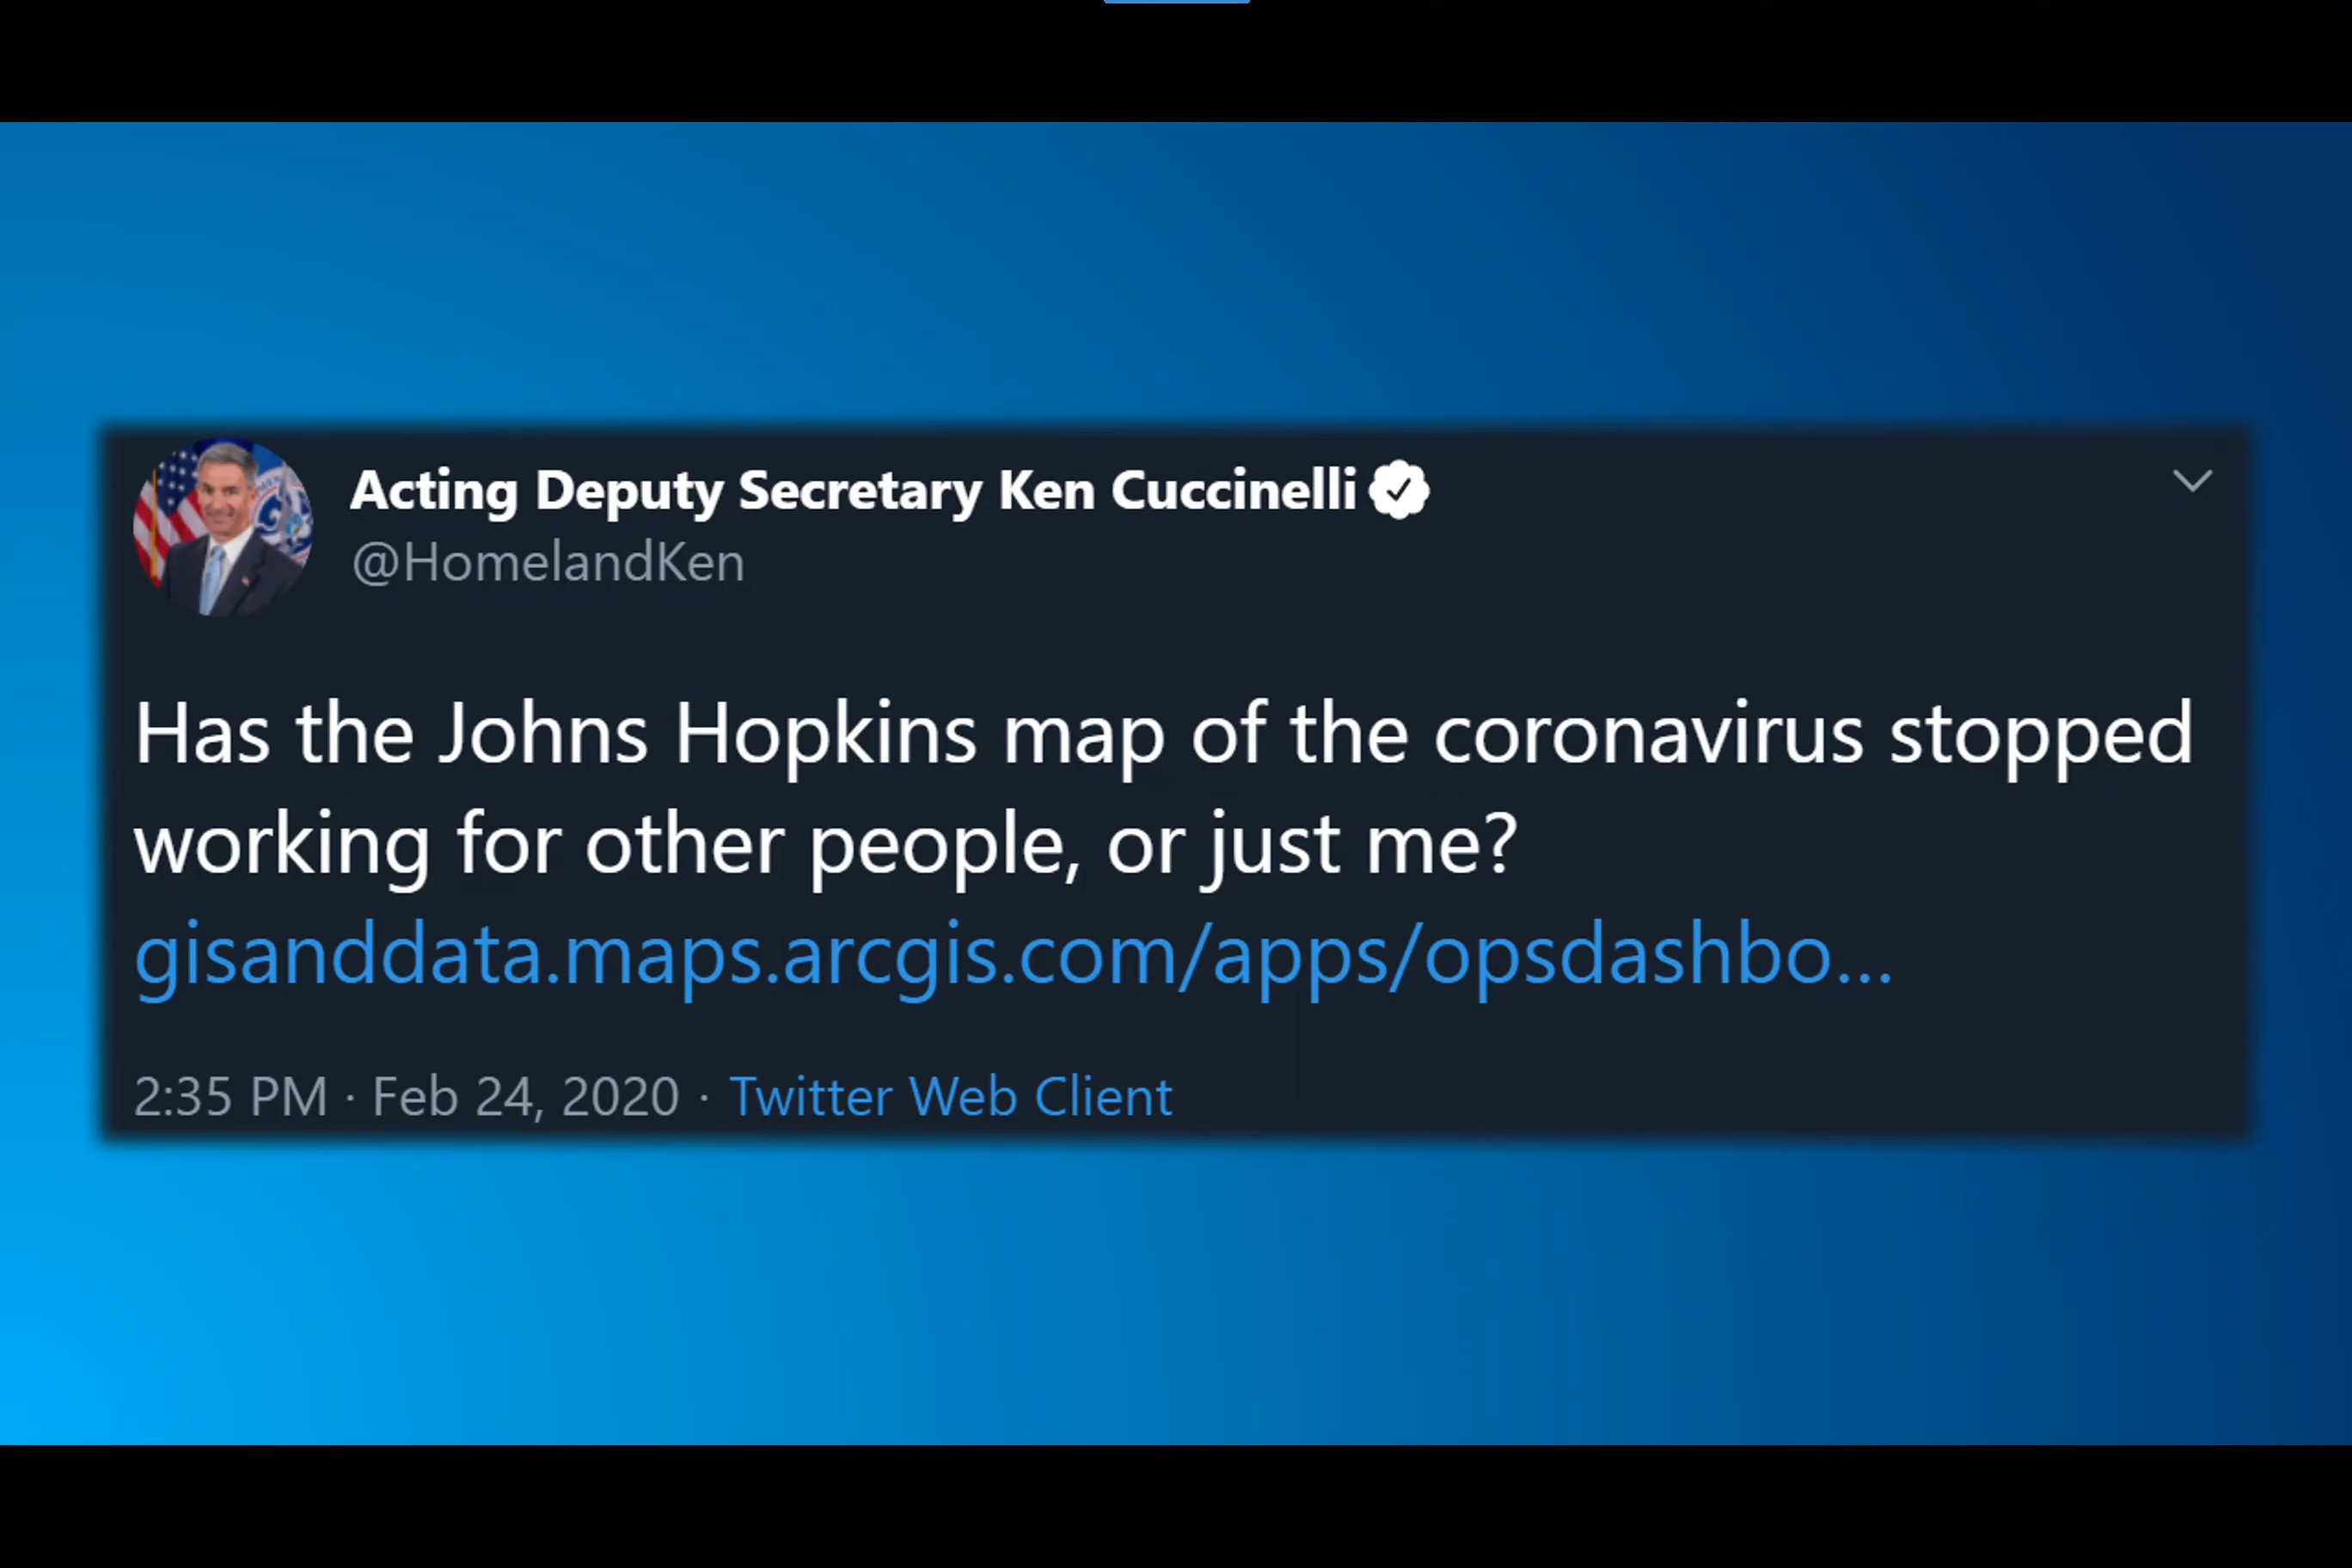 Acting Deputy Secretary Ken Cuccinelli
@HomelandKen
Has the Johns Hopkins map of the coronavirus stopped
working for other people, or just me?
gisanddata.maps.arcgis.com/apps/opsdashbo...
2:35 PM · Feb 24, 2020 · Twitter Web Client